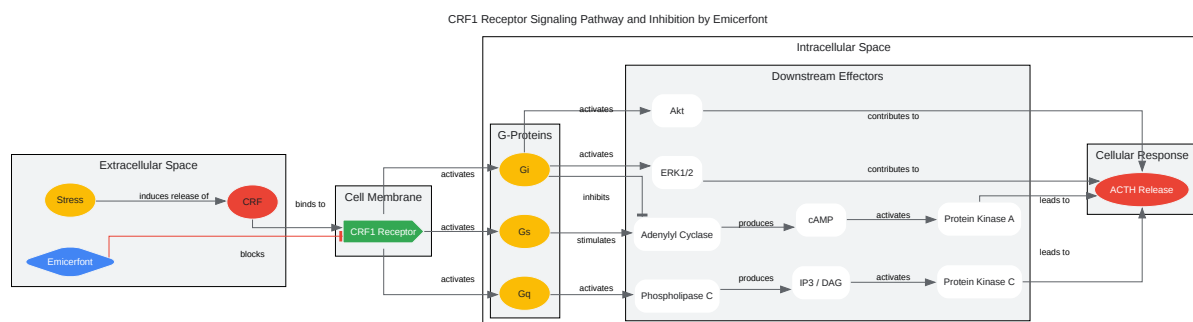 CRF1 Receptor Signaling Pathway and Inhibition by Emicerfont
Intracellular Space
Downstream Effectors
activates
Akt
contributes to
G-Proteins
Extracellular Space
Cell Membrane
Cellular Response
Gi
activates
ERK1/2
contributes to
activates
inhibits
leads to
ACTH Release
Stress
induces release of
CRF
binds to
CRF1 Receptor
activates
Gs
stimulates
Adenylyl Cyclase
produces
cAMP
activates
Protein Kinase A
Emicerfont
blocks
leads to
activates
Gq
activates
Phospholipase C
produces
IP3 / DAG
activates
Protein Kinase C